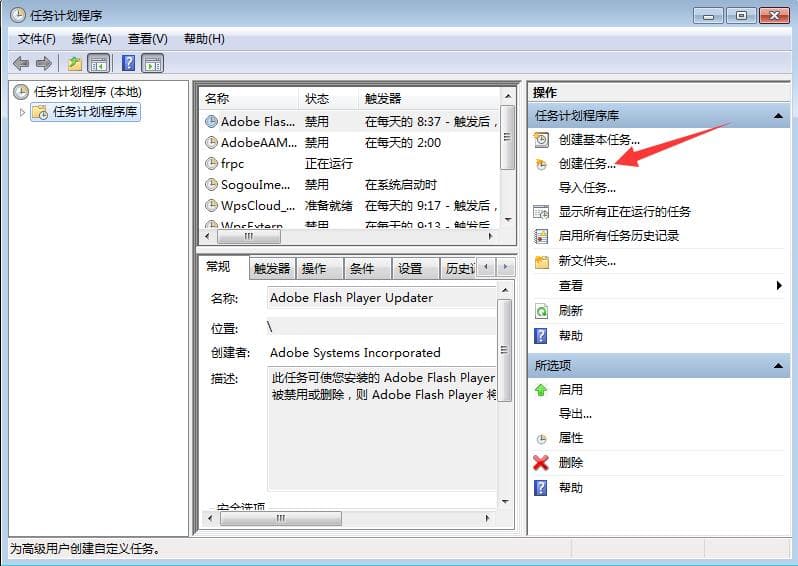 任务计划程序
文件(F) 操作(A) 查看(V) 帮助(H)
任务计划程序 (本地)
任务计划程序库
名称 状态 触发器
Adobe Flas... 禁用 在每天的 8:37 - 触发后，
AdobeAAM... 禁用 在每天的 2:00
frpc 正在运行
SogouIme... 禁用 在系统启动时
WpsCloud_... 准备就绪 在每天的 9:17 - 触发后，
WpsExtern 禁用 在每天的 9:13 - 触发后，
常规 触发器 操作 条件 设置 历史
名称: Adobe Flash Player Updater
位置: \
创建者: Adobe Systems Incorporated
描述: 此任务可使您安装的 Adobe Flash Player
被禁用或删除，则 Adobe Flash Player 将
安全选项
操作
任务计划程序库
创建基本任务...
创建任务...
导入任务...
显示所有正在运行的任务
启用所有任务历史记录
新文件夹...
查看
刷新
帮助
所选项
启用
导出...
属性
删除
帮助
为高级用户创建自定义任务。